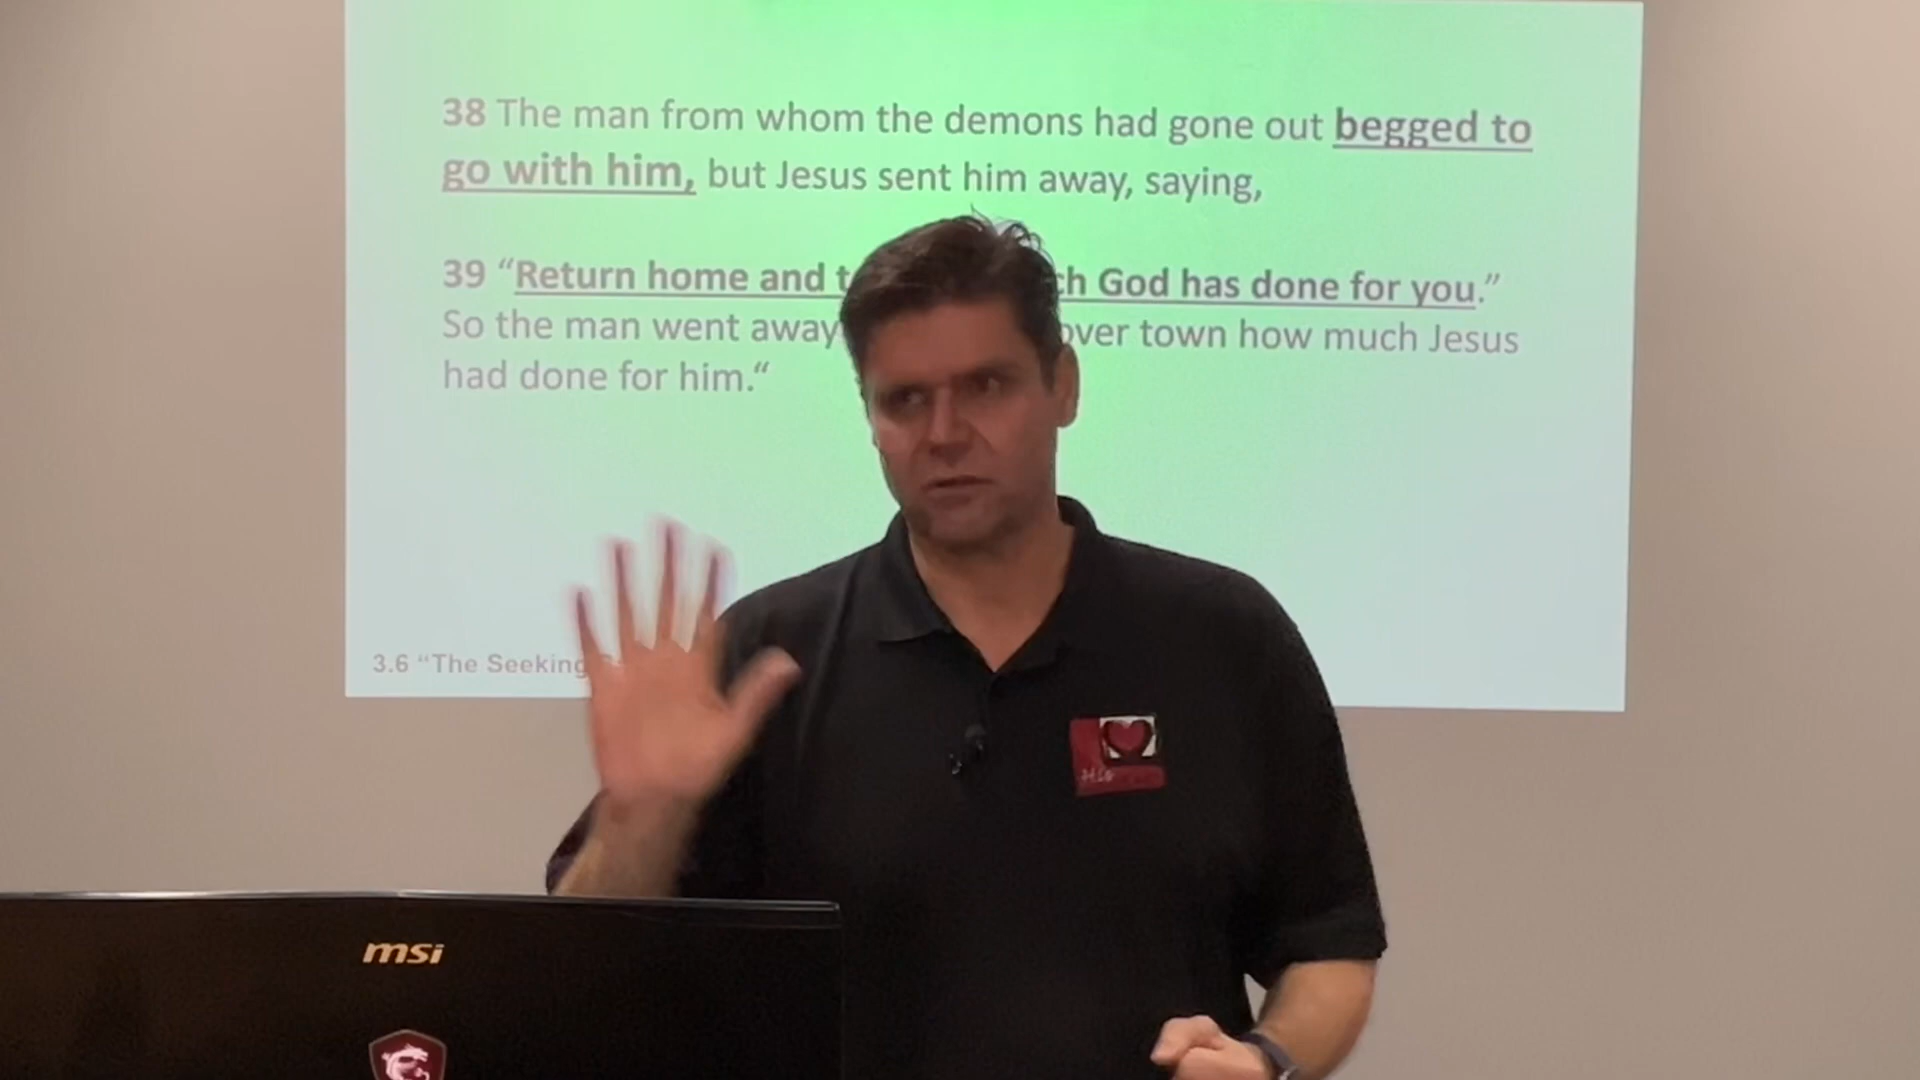 38 The man from whom the demons had gone out begged to
go with him, but Jesus sent him away, saying,
39 “Return home and God has done for you.”
So the man went away over town how much Jesus
had done for him.“
3.6 “The Seeking
msi